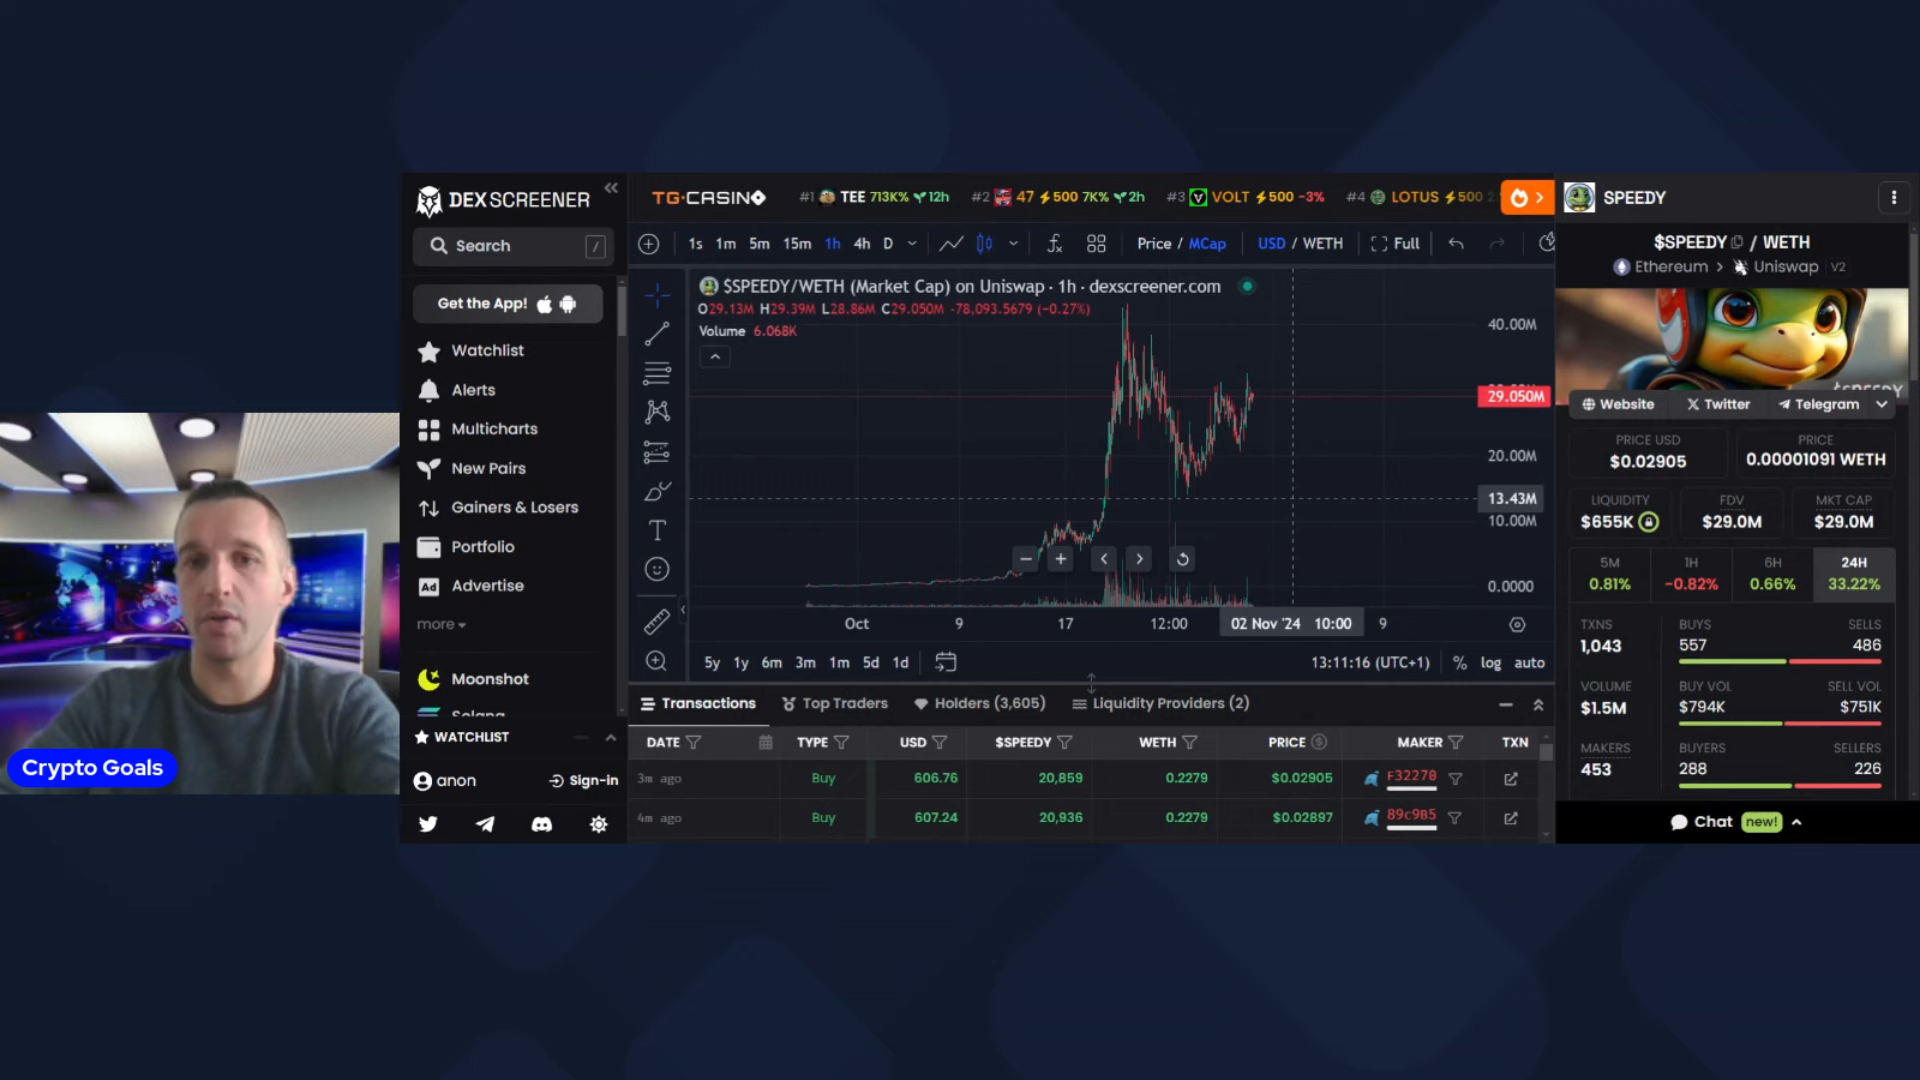 DEX SCREENER
Search /
Get the App!
Watchlist
Alerts
Multicharts
New Pairs
Gainers & Losers
Portfolio
Ad Advertise
more
Moonshot
Solana
WATCHLIST
anon Sign-in
TG·CASINO #1 TEE 713K% 12h #2 47 500 7K% 2h #3 VOLT 500 -3% #4 LOTUS 500
1s 1m 5m 15m 1h 4h D Price / MCap USD / WETH Full
$SPEEDY/WETH (Market Cap) on Uniswap · 1h · dexscreener.com
O29.13M H29.39M L28.86M C29.050M -78,093.5679 (-0.27%)
Volume 6.068K
40.00M
29.050M
20.00M
13.43M
10.00M
0.0000
Oct 9 17 12:00 02 Nov '24 10:00 9
5y 1y 6m 3m 1m 5d 1d 13:11:16 (UTC+1) % log auto
Transactions Top Traders Holders (3,605) Liquidity Providers (2)
DATE TYPE USD $SPEEDY WETH PRICE MAKER TXN
3m ago Buy 606.76 20,859 0.2279 $0.02905 F32270
4m ago Buy 607.24 20,936 0.2279 $0.02897 89c9B5
SPEEDY
$SPEEDY / WETH
Ethereum > Uniswap V2
$SPEEDY
Website Twitter Telegram
PRICE USD PRICE
$0.02905 0.00001091 WETH
LIQUIDITY FDV MKT CAP
$655K $29.0M $29.0M
5M 1H 6H 24H
0.81% -0.82% 0.66% 33.22%
TXNS BUYS SELLS
1,043 557 486
VOLUME BUY VOL SELL VOL
$1.5M $794K $751K
MAKERS BUYERS SELLERS
453 288 226
Chat new!
Crypto Goals